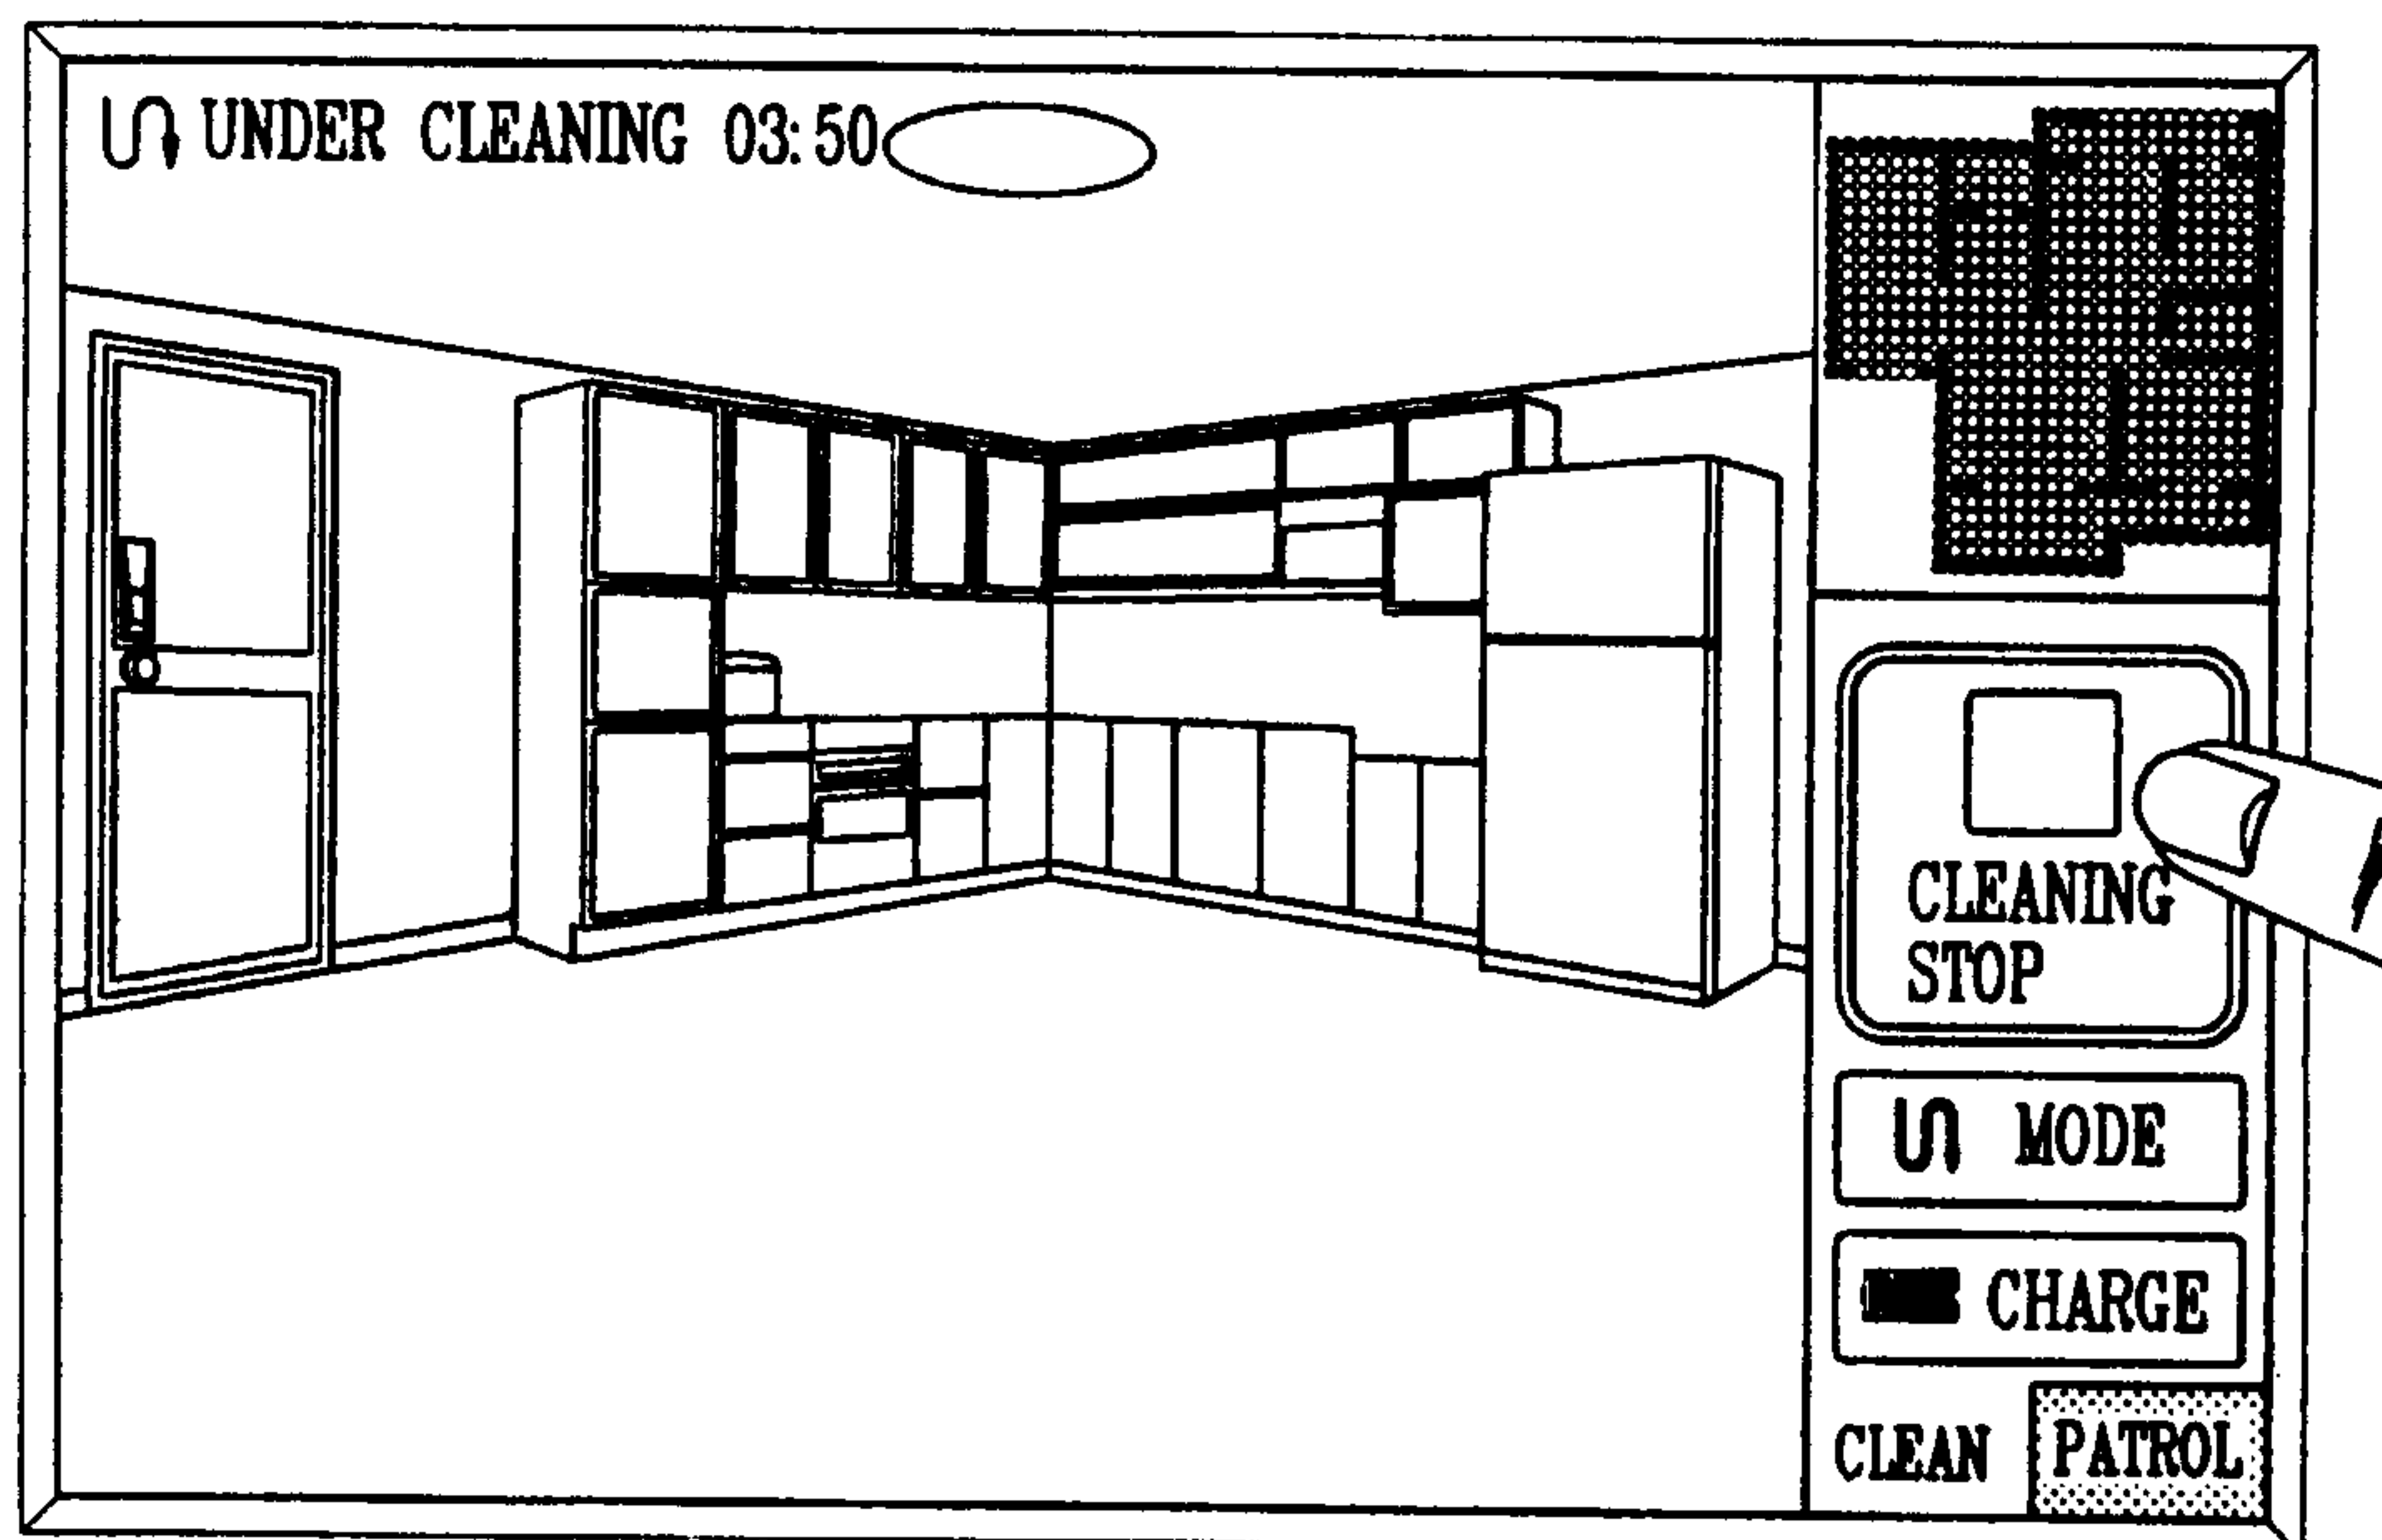 UNDER CLEANING 03:50
CLEANING
STOP
MODE
CHARGE
CLEAN PATROL